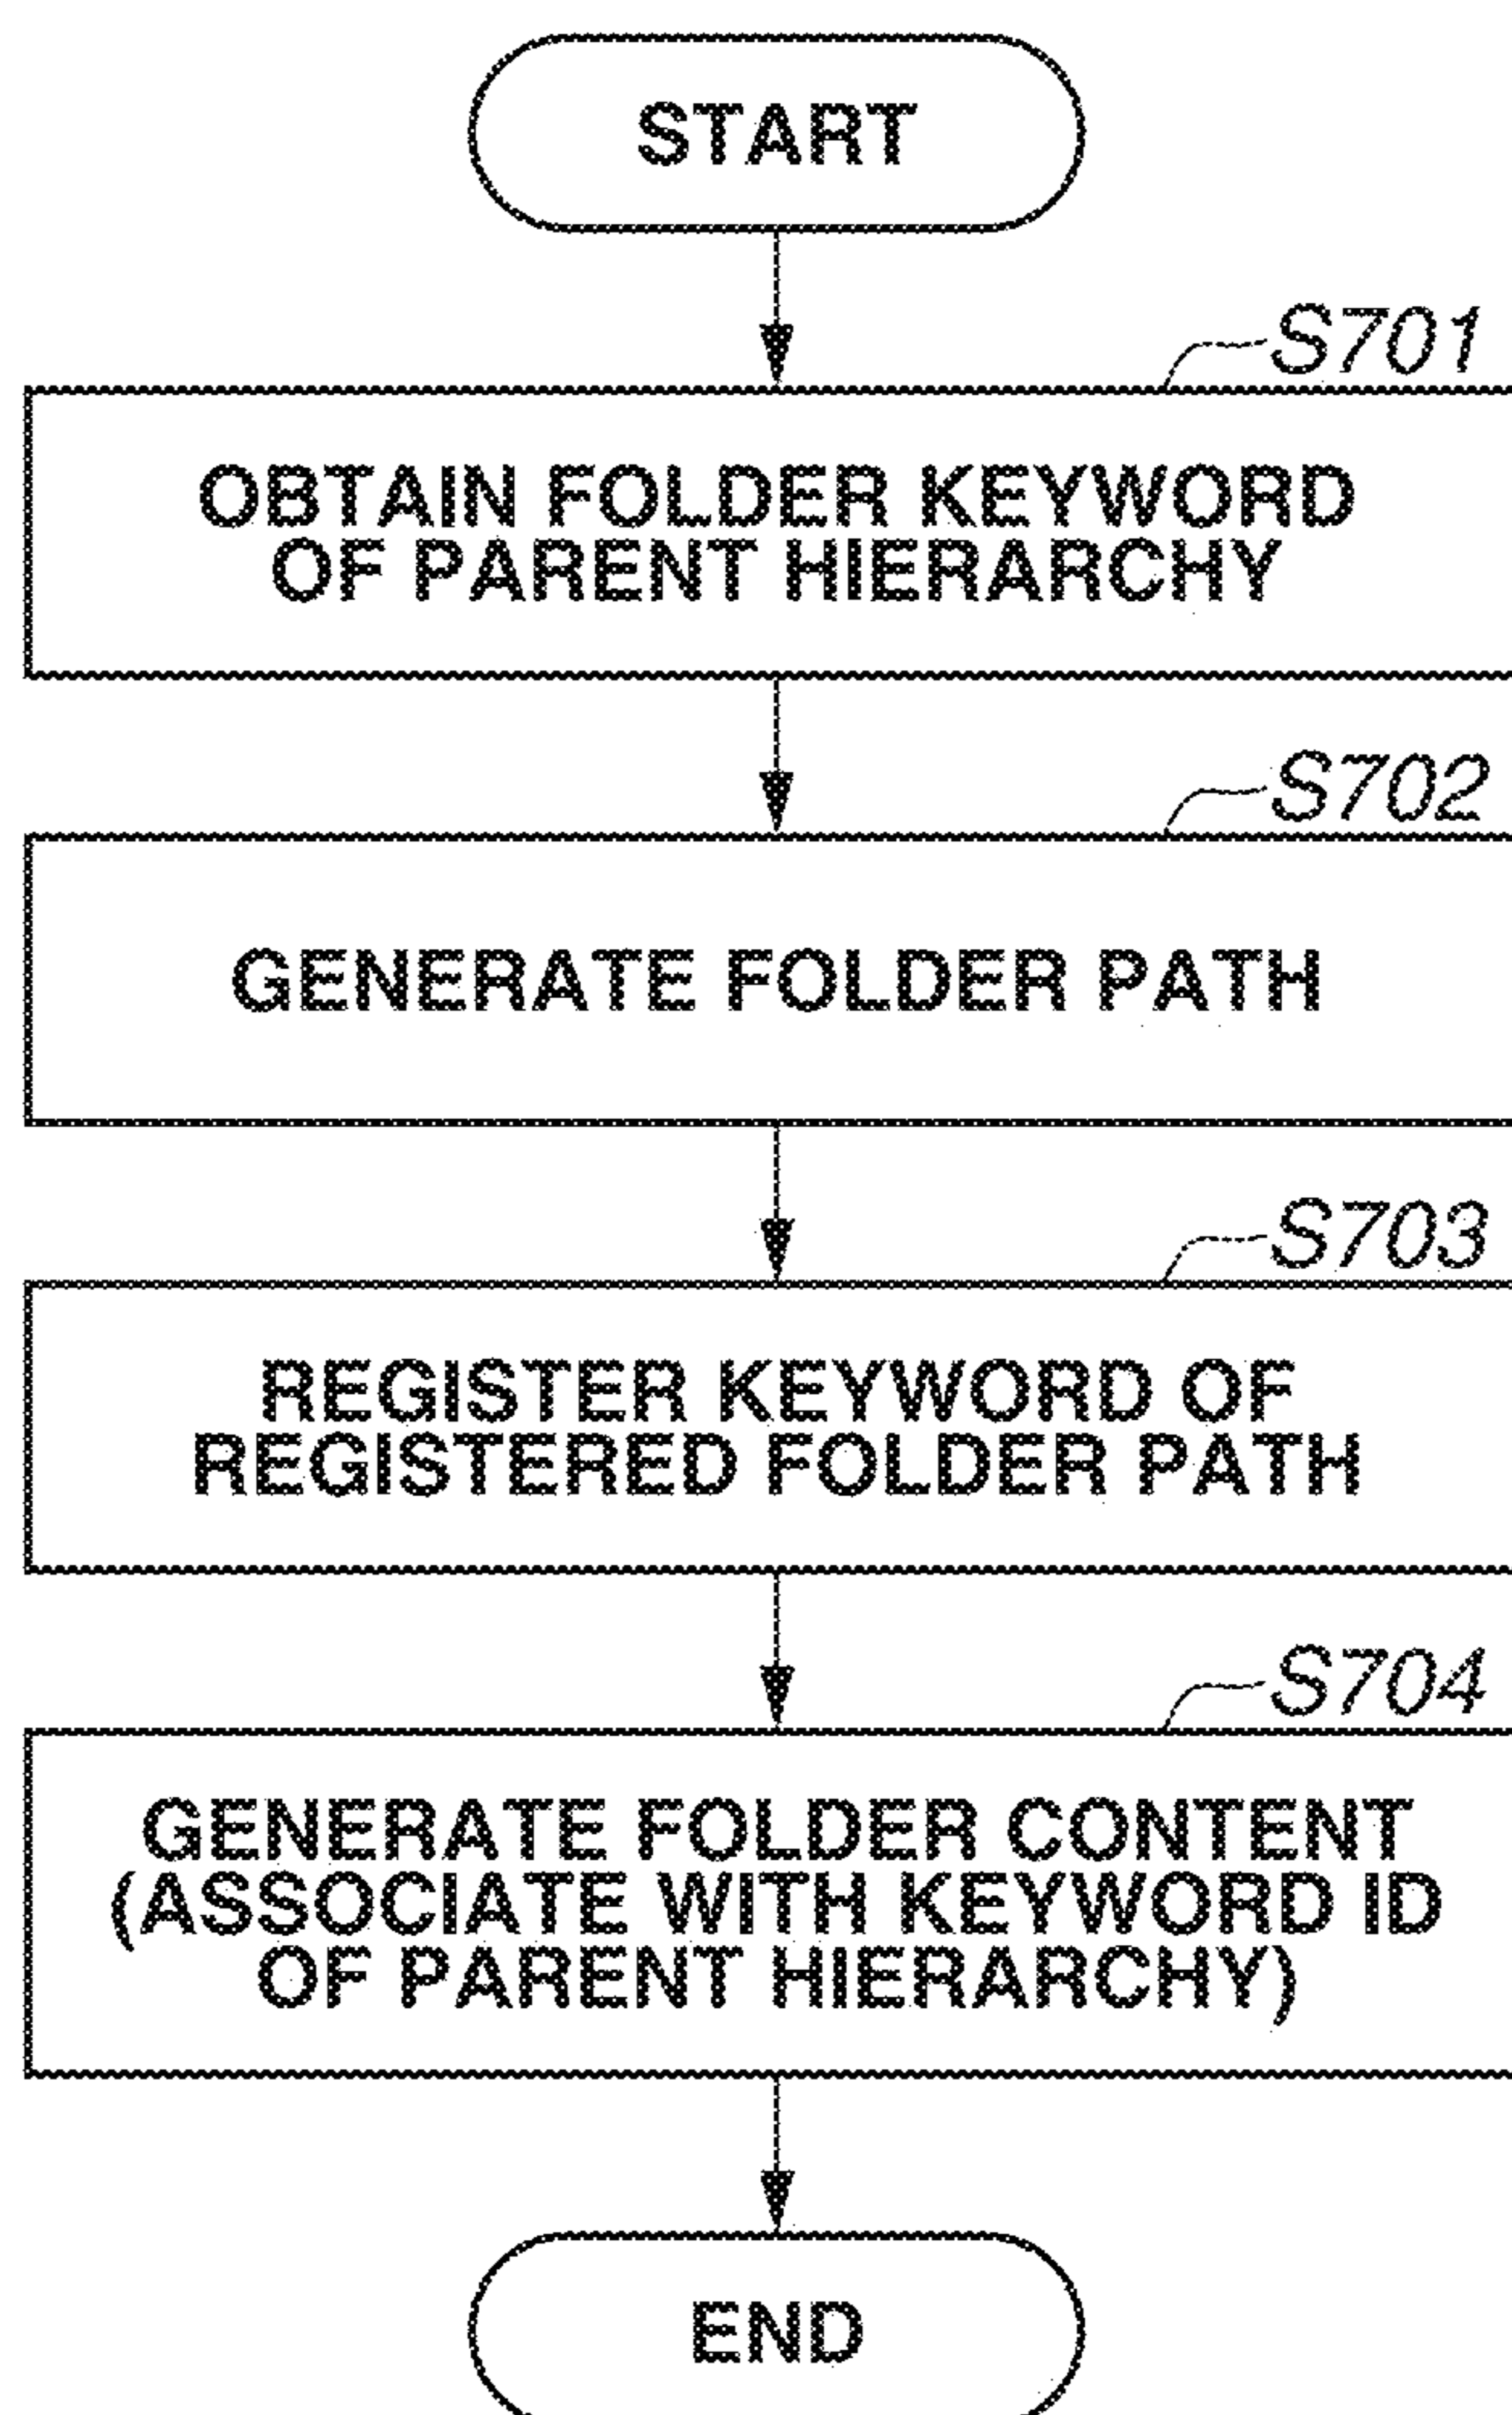 START
S701
OBTAIN FOLDER KEYWORD
OF PARENT HIERARCHY
S702
GENERATE FOLDER PATH
S703
REGISTER KEYWORD OF
REGISTERED FOLDER PATH
S704
GENERATE FOLDER CONTENT
(ASSOCIATE WITH KEYWORD ID
OF PARENT HIERARCHY)
END